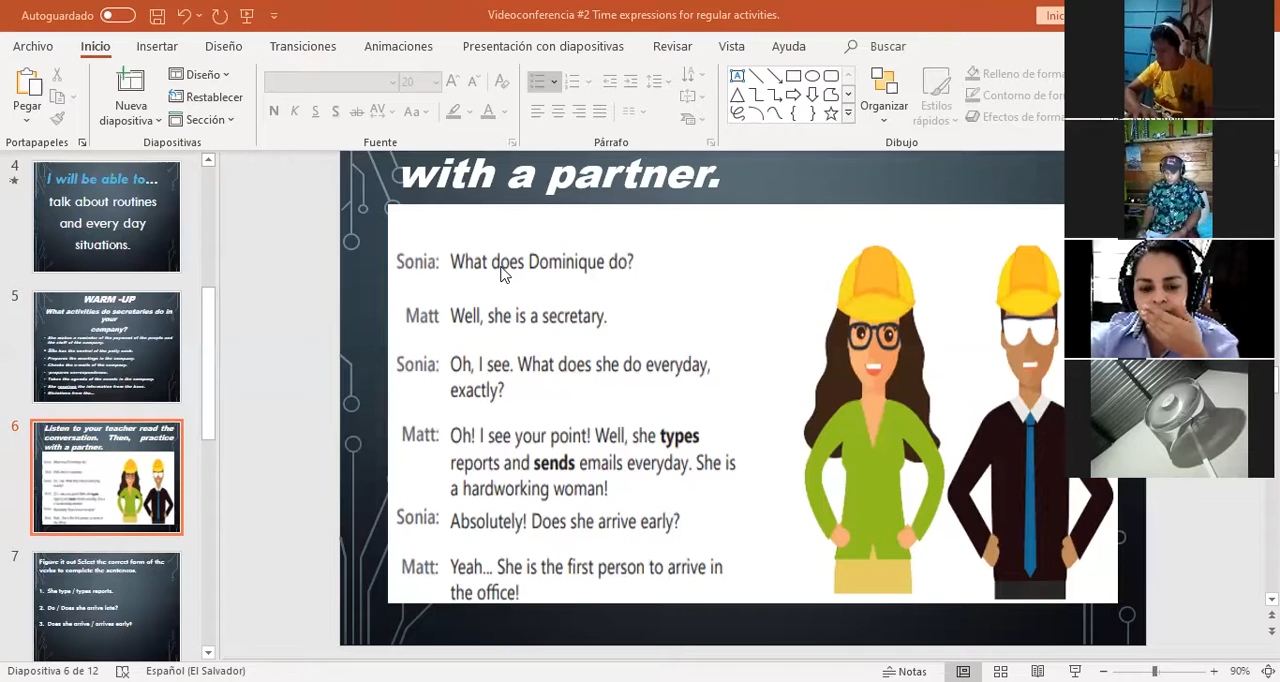 Autoguardado
Videoconferencia #2 Time expressions for regular activities.
Inic
Archivo Inicio Insertar Diseño Transiciones Animaciones Presentación con diapositivas Revisar Vista Ayuda Buscar
Pegar
Nueva diapositiva
Diseño
Restablecer
Sección
20
N K S S ab AV Aa A
Organizar
Estilos rápidos
Relleno de forma
Contorno de forma
Efectos de forma
Portapapeles Diapositivas Fuente Párrafo Dibujo
4
I will be able to...
talk about routines
and every day
situations.
5
WARM -UP
What activities do secretaries do in
your
company?
6
Listen to your teacher read the
conversation. Then, practice
with a partner.
7
Figure it out Select the correct form of the
verbs to complete the sentences.
1. She type / types reports.
2. Do / Does she arrive late?
3. Does she arrive / arrives early?
with a partner.
Sonia: What does Dominique do?
Matt Well, she is a secretary.
Sonia: Oh, I see. What does she do everyday,
exactly?
Matt: Oh! I see your point! Well, she types
reports and sends emails everyday. She is
a hardworking woman!
Sonia: Absolutely! Does she arrive early?
Matt: Yeah... She is the first person to arrive in
the office!
Diapositiva 6 de 12 Español (El Salvador) Notas 90%